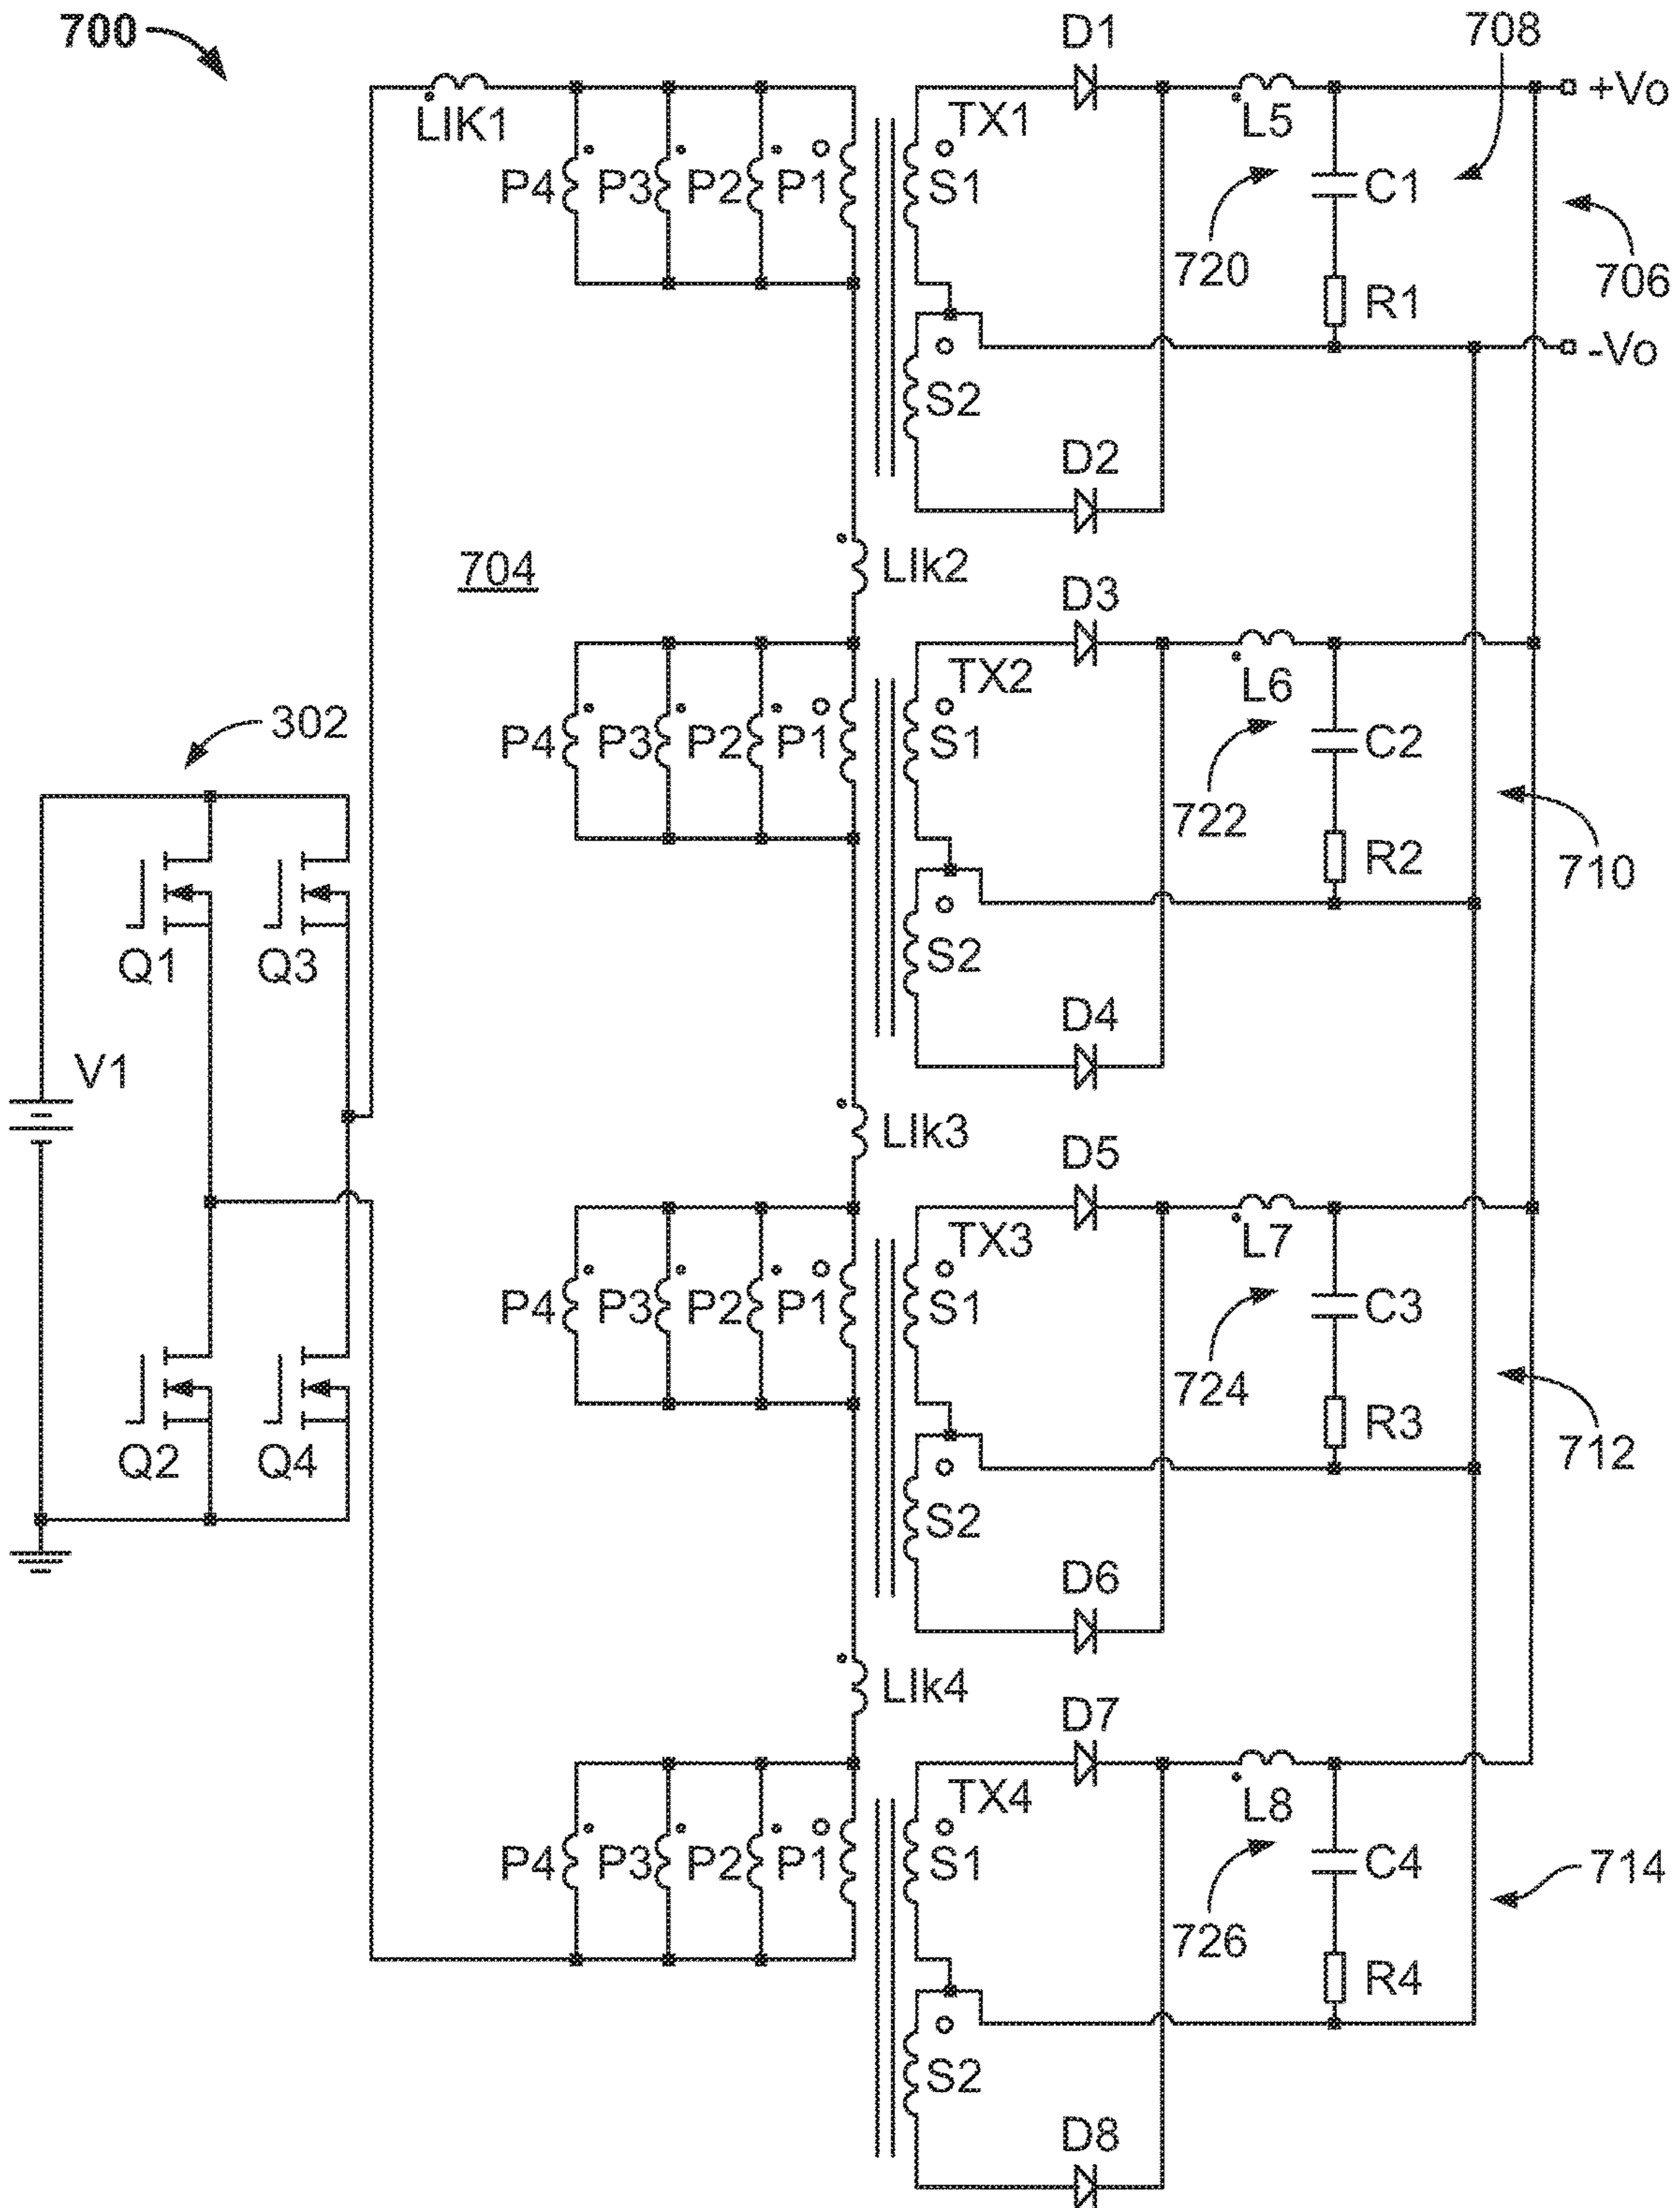 700
D1
708
LIK1
TX1
L5
+Vo
P4 P3 P2 P1
S1
C1
720
706
R1
-Vo
S2
D2
704
LIk2
D3
TX2
L6
302
P4 P3 P2 P1
S1
C2
722
R2
710
Q1 Q3
S2
D4
V1
LIk3
D5
TX3
L7
P4 P3 P2 P1
S1
C3
724
R3
712
Q2 Q4
S2
D6
LIk4
D7
TX4
L8
P4 P3 P2 P1
S1
C4
714
726
R4
S2
D8